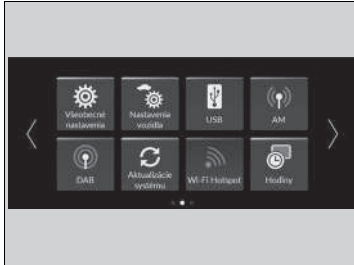 Všeobecné
nastavenia
Nastavenia
vozidla
USB
AM
DAB
Aktualizácie
systému
Wi-Fi Hotspot
Hodiny